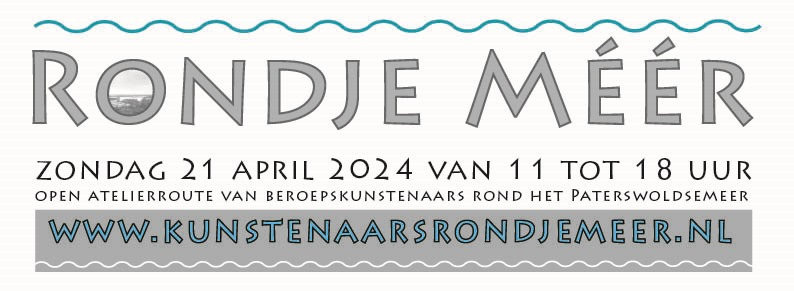 Rondje Méér
zondag 21 april 2024 van 11 tot 18 uur
open atelierroute van beroepskunstenaars rond het Paterswoldsemeer
www.kunstenaarsrondjemeer.nl